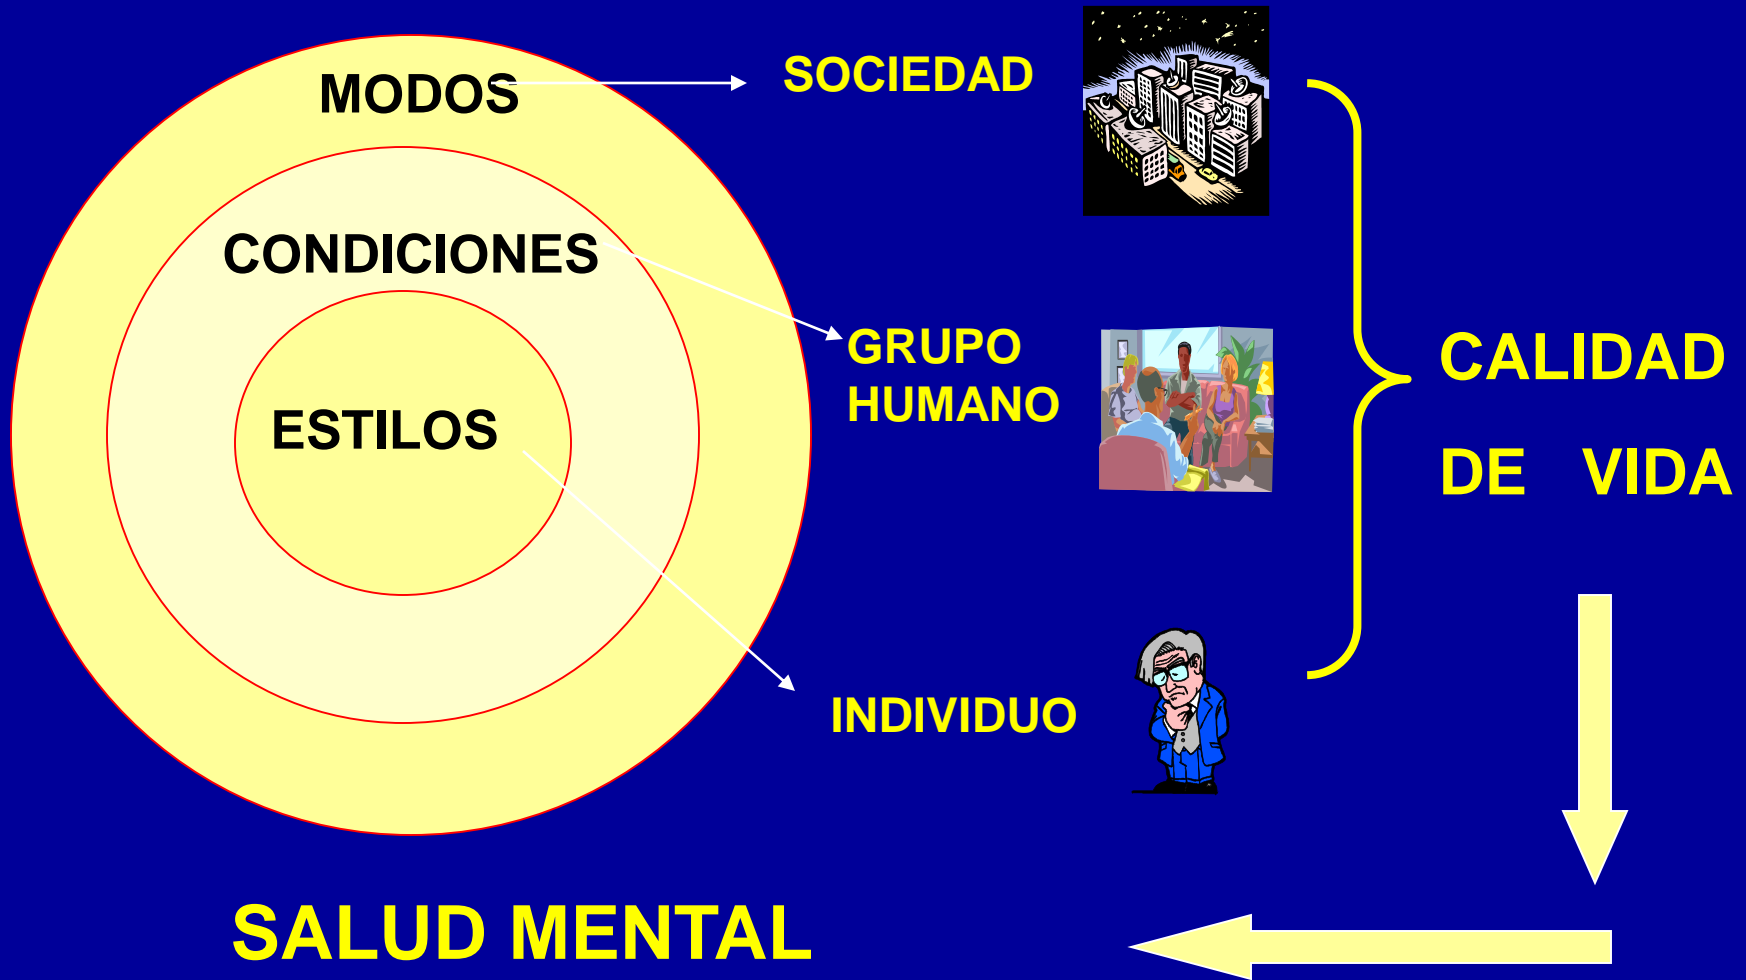 MODOS
SOCIEDAD
CONDICIONES
GRUPO
HUMANO
ESTILOS
INDIVIDUO
CALIDAD
DE VIDA
SALUD MENTAL